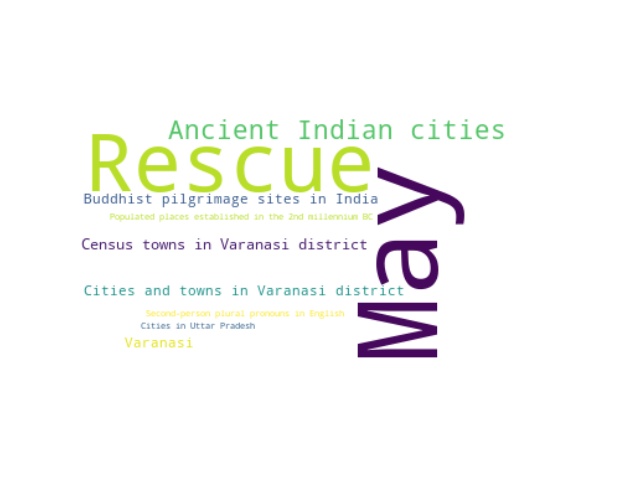 Ancient Indian cities
Rescue
May
Buddhist pilgrimage sites in India
Populated places established in the 2nd millennium BC
Census towns in Varanasi district
Cities and towns in Varanasi district
Second-person plural pronouns in English
Cities in Uttar Pradesh
Varanasi